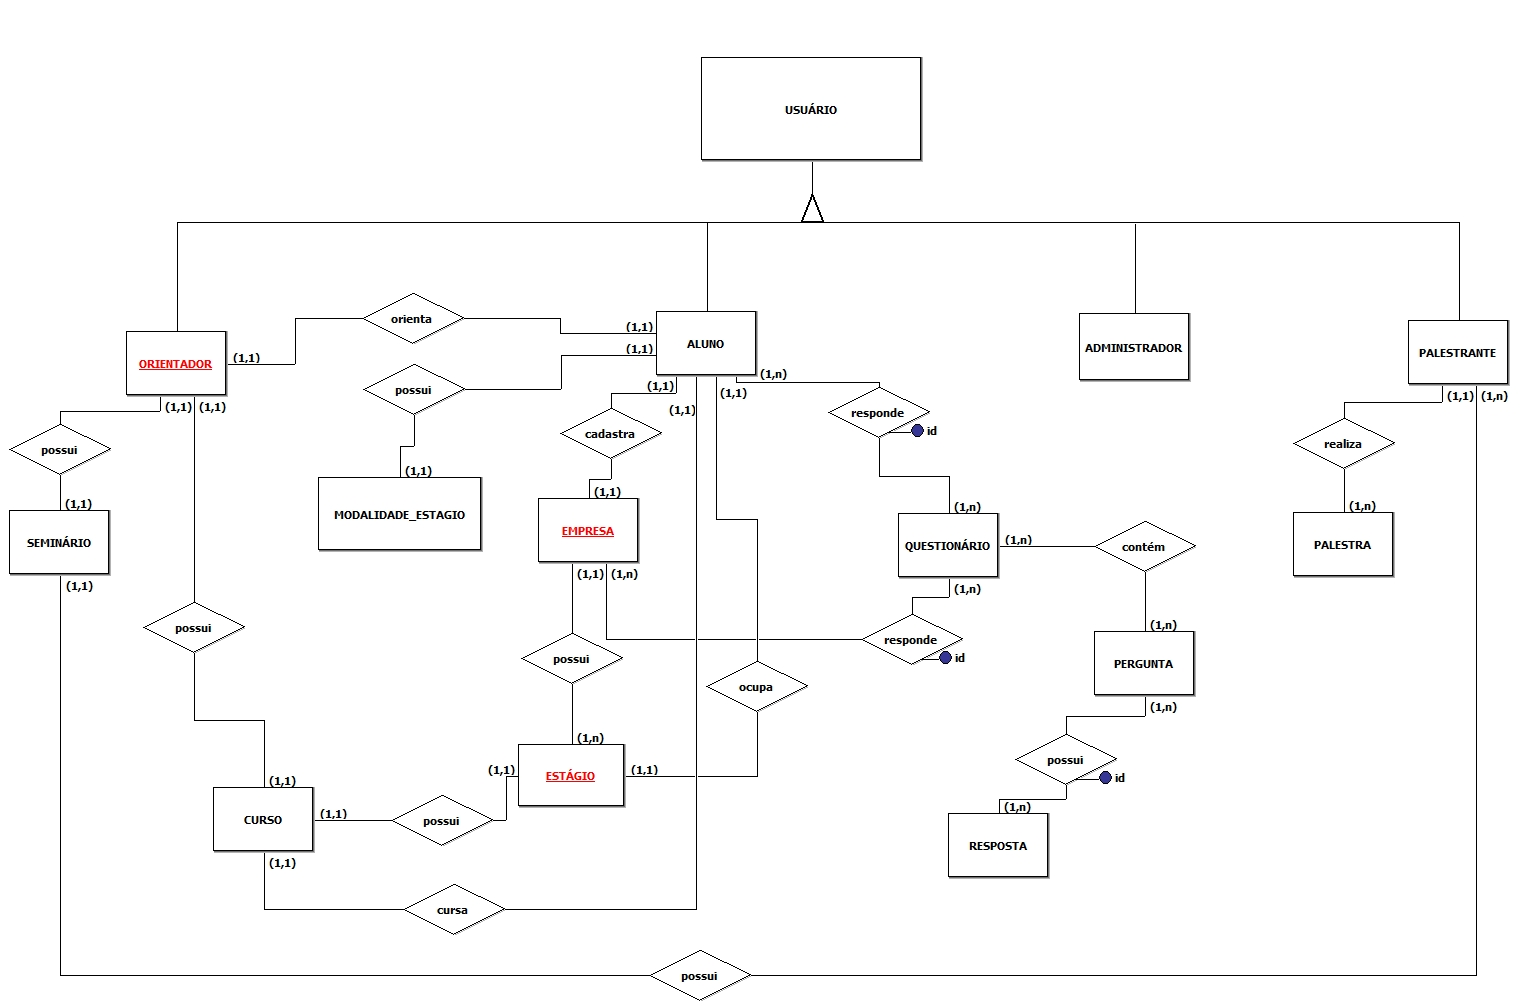 USUÁRIO
orienta
(1,1)
(1,1)
ALUNO
ADMINISTRADOR
PALESTRANTE
ORIENTADOR
(1,1)
(1,1)
possui
(1,1)
(1,n)
(1,1)
(1,1)
(1,1)
(1,1)
(1,1)
(1,n)
(1,1)
responde
id
cadastra
realiza
possui
(1,1)
(1,1)
(1,1)
(1,n)
(1,n)
MODALIDADE_ESTAGIO
EMPRESA
SEMINÁRIO
QUESTIONÁRIO
(1,n)
contém
PALESTRA
(1,1)
(1,1)
(1,n)
(1,n)
(1,n)
possui
responde
id
possui
PERGUNTA
ocupa
(1,n)
(1,n)
possui
id
(1,1)
ESTÁGIO
(1,1)
(1,1)
(1,n)
CURSO
(1,1)
possui
RESPOSTA
(1,1)
cursa
possui